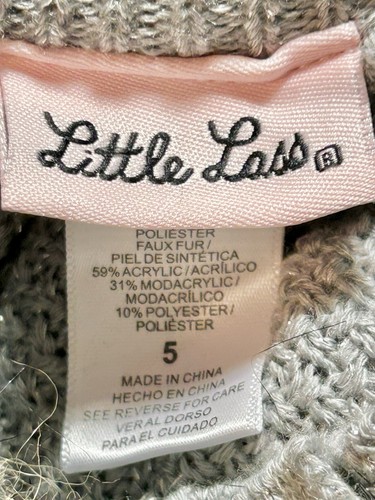 Little Lass ®
POLIESTER
FAUX FUR /
PIEL DE SINTÉTICA
59% ACRYLIC / ACRÍLICO
31% MODACRYLIC /
MODACRÍLICO
10% POLYESTER /
POLIÉSTER
5
MADE IN CHINA
HECHO EN CHINA
SEE REVERSE FOR CARE
VER AL DORSO
PARA EL CUIDADO